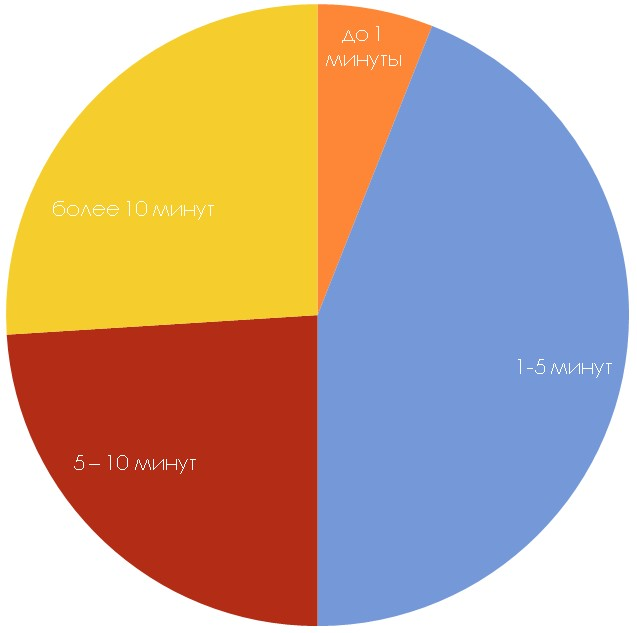 до 1
минуты
более 10 минут
1-5 минут
5 – 10 минут